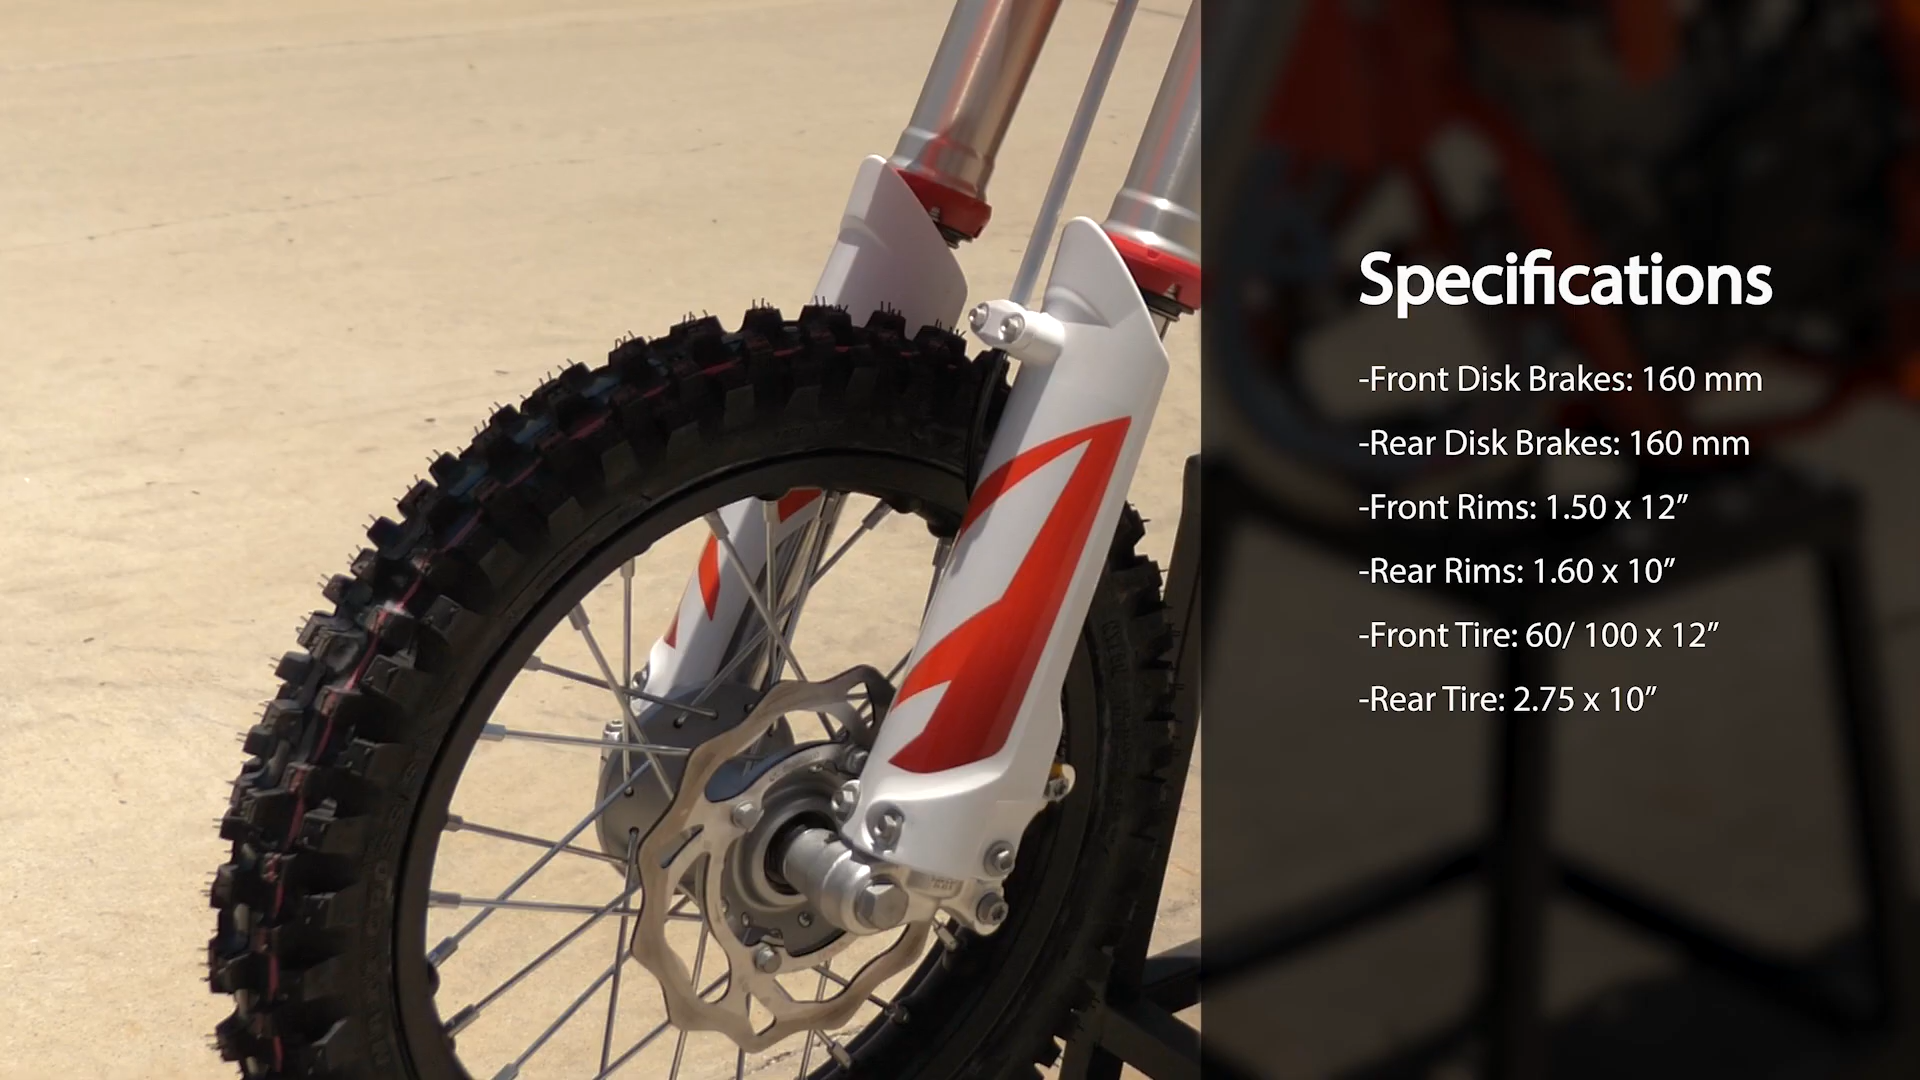 Specifications
-Front Disk Brakes: 160 mm
-Rear Disk Brakes: 160 mm
-Front Rims: 1.50 x 12”
-Rear Rims: 1.60 x 10”
-Front Tire: 60/ 100 x 12”
-Rear Tire: 2.75 x 10”